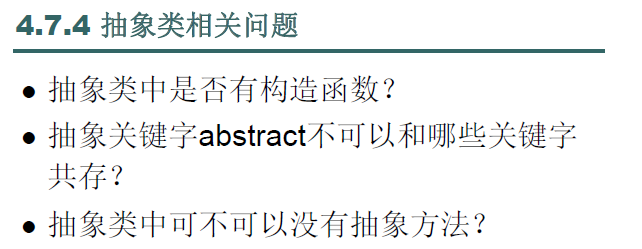 4.7.4 抽象类相关问题
● 抽象类中是否有构造函数？
● 抽象关键字abstract不可以和哪些关键字
共存？
● 抽象类中可不可以没有抽象方法？